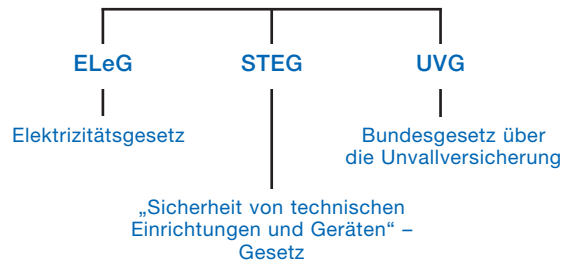 ELeG STEG UVG
Elektrizitätsgesetz
Bundesgesetz über
die Unvallversicherung
„Sicherheit von technischen
Einrichtungen und Geräten“ –
Gesetz